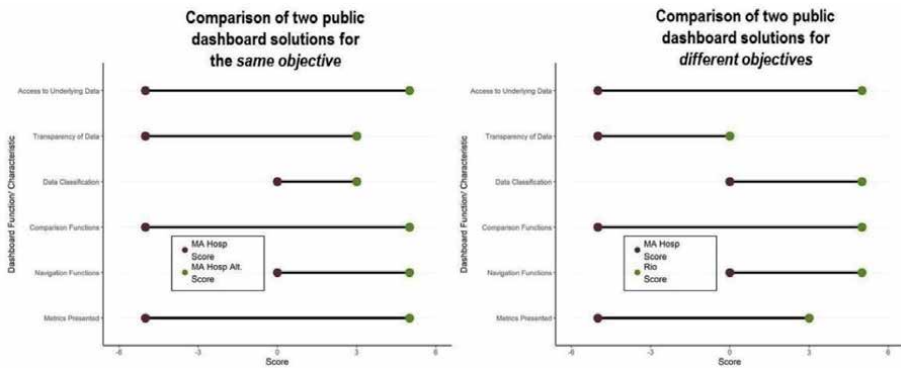 Comparison of two public
dashboard solutions for
the same objective
Dashboard Function/ Characteristic
Access to Underlying Data
Transparency of Data
Data Classification
Comparison Functions
Navigation Functions
Metrics Presented
MA Hosp
Score
MA Hosp Alt.
Score
-6
-3
0
3
6
Score
Comparison of two public
dashboard solutions for
different objectives
Dashboard Function/ Characteristic
Access to Underlying Data
Transparency of Data
Data Classification
Comparison Functions
Navigation Functions
Metrics Presented
MA Hosp
Score
Rio
Score
-6
-3
0
3
6
Score